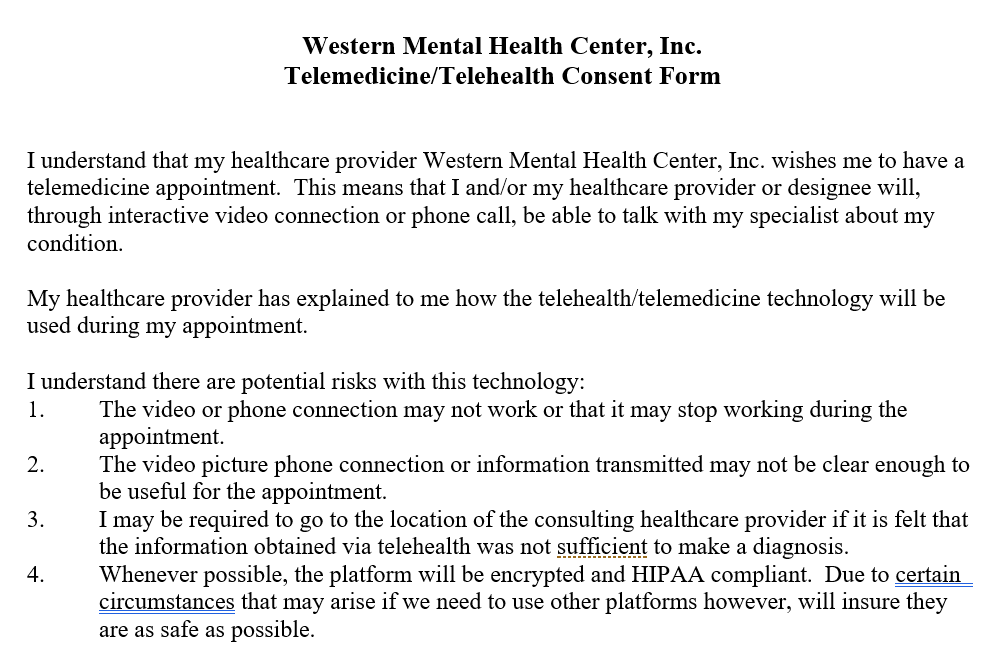 Western Mental Health Center, Inc.
Telemedicine/Telehealth Consent Form
I understand that my healthcare provider Western Mental Health Center, Inc. wishes me to have a
telemedicine appointment.  This means that I and/or my healthcare provider or designee will,
through interactive video connection or phone call, be able to talk with my specialist about my
condition.
My healthcare provider has explained to me how the telehealth/telemedicine technology will be
used during my appointment.
I understand there are potential risks with this technology:
1. The video or phone connection may not work or that it may stop working during the
appointment.
2. The video picture phone connection or information transmitted may not be clear enough to
be useful for the appointment.
3. I may be required to go to the location of the consulting healthcare provider if it is felt that
the information obtained via telehealth was not sufficient to make a diagnosis.
4. Whenever possible, the platform will be encrypted and HIPAA compliant.  Due to certain
circumstances that may arise if we need to use other platforms however, will insure they
are as safe as possible.